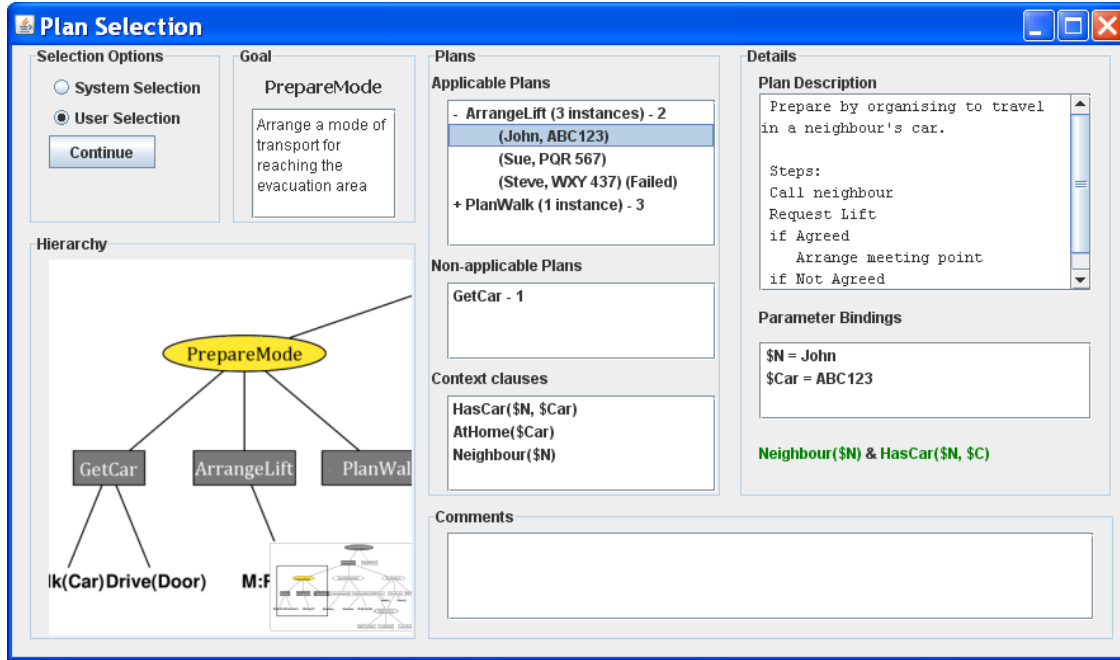 Plan Selection
Selection Options
System Selection
User Selection
Continue
Goal
PrepareMode
Arrange a mode of
transport for
reaching the
evacuation area
Hierarchy
PrepareMode
GetCar
ArrangeLift
PlanWal
lk(Car)
Drive(Door)
M:F
Plans
Applicable Plans
- ArrangeLift (3 instances) - 2
(John, ABC123)
(Sue, PQR 567)
(Steve, WXY 437) (Failed)
+ PlanWalk (1 instance) - 3
Non-applicable Plans
GetCar - 1
Context clauses
HasCar($N, $Car)
AtHome($Car)
Neighbour($N)
Details
Plan Description
Prepare by organising to travel
in a neighbour's car.
Steps:
Call neighbour
Request Lift
if Agreed
Arrange meeting point
if Not Agreed
Parameter Bindings
$N = John
$Car = ABC123
Neighbour($N) & HasCar($N, $C)
Comments